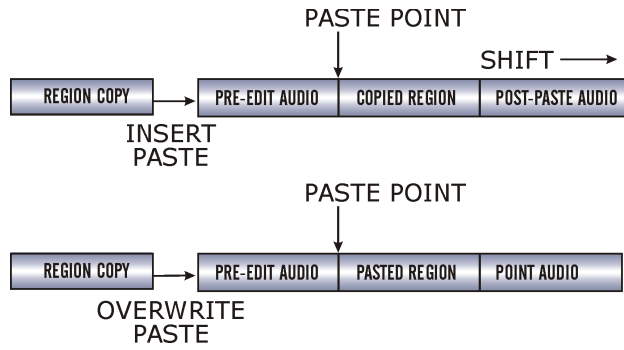 PASTE POINT
SHIFT
REGION COPY
PRE-EDIT AUDIO
COPIED REGION
POST-PASTE AUDIO
INSERT
PASTE
PASTE POINT
REGION COPY
PRE-EDIT AUDIO
PASTED REGION
POINT AUDIO
OVERWRITE
PASTE